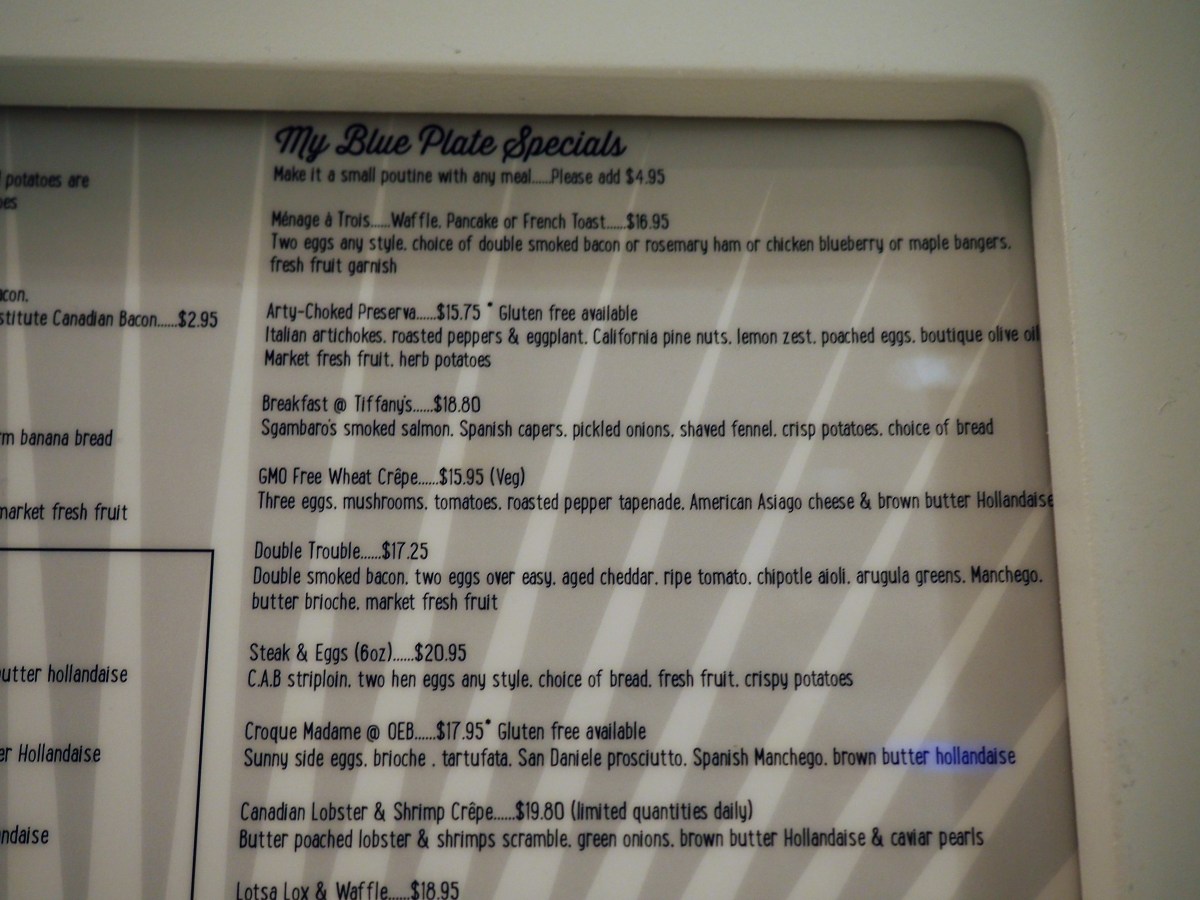 My Blue Plate Specials
Make it a small poutine with any meal.....Please add $4.95
Ménage à Trois......Waffle, Pancake or French Toast......$16.95
Two eggs any style, choice of double smoked bacon or rosemary ham or chicken blueberry or maple bangers,
fresh fruit garnish
Arty-Choked Preserva......$15.75 * Gluten free available
Italian artichokes, roasted peppers & eggplant, California pine nuts, lemon zest, poached eggs, boutique olive oil
Market fresh fruit, herb potatoes
Breakfast @ Tiffany's......$18.80
Sgambaro's smoked salmon, Spanish capers, pickled onions, shaved fennel, crisp potatoes, choice of bread
GMO Free Wheat Crêpe......$15.95 (Veg)
Three eggs, mushrooms, tomatoes, roasted pepper tapenade, American Asiago cheese & brown butter Hollandaise
Double Trouble......$17.25
Double smoked bacon, two eggs over easy, aged cheddar, ripe tomato, chipotle aioli, arugula greens, Manchego,
butter brioche, market fresh fruit
Steak & Eggs (6oz)......$20.95
C.A.B striploin, two hen eggs any style, choice of bread, fresh fruit, crispy potatoes
Croque Madame @ OEB......$17.95* Gluten free available
Sunny side eggs, brioche , tartufata, San Daniele prosciutto, Spanish Manchego, brown butter hollandaise
Canadian Lobster & Shrimp Crêpe......$19.80 (limited quantities daily)
Butter poached lobster & shrimps scramble, green onions, brown butter Hollandaise & caviar pearls
Lotsa Lox & Waffle......$18.95
potatoes are
Canadian Bacon......$2.95
banana bread
market fresh fruit
hollandaise
Hollandaise